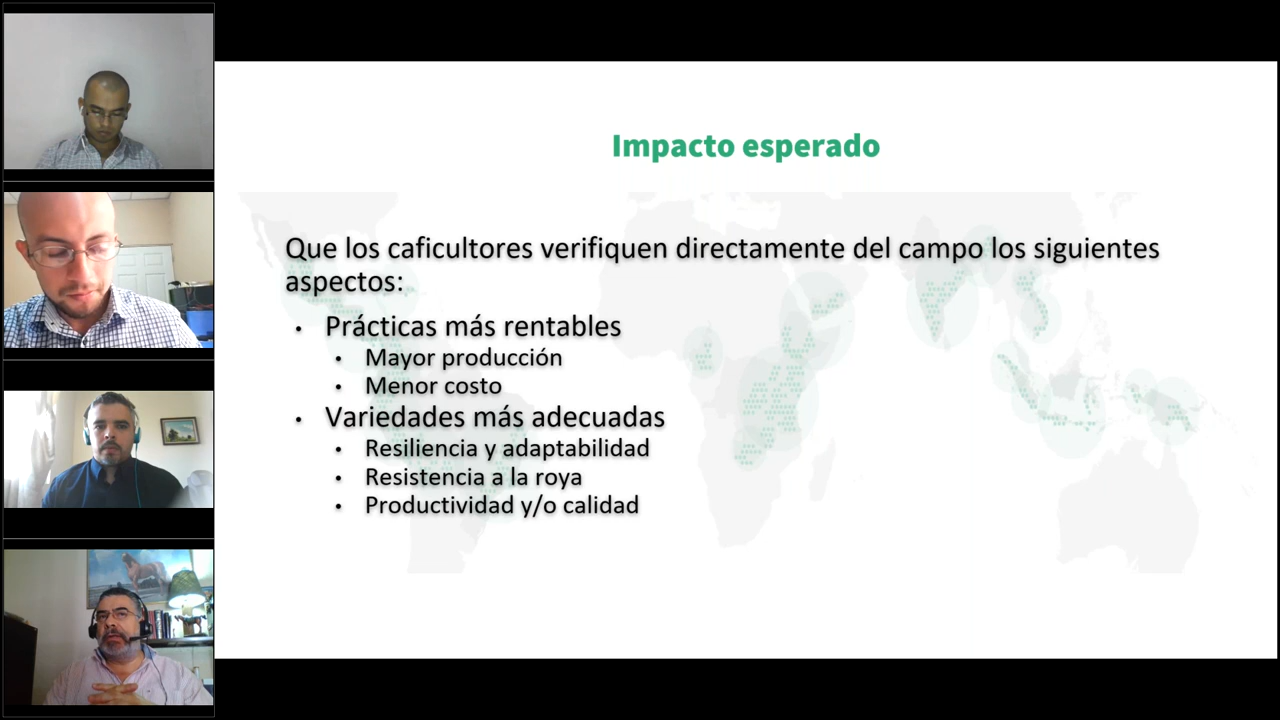 Impacto esperado
Que los caficultores verifiquen directamente del campo los siguientes
aspectos:
• Prácticas más rentables
• Mayor producción
• Menor costo
• Variedades más adecuadas
• Resiliencia y adaptabilidad
• Resistencia a la roya
• Productividad y/o calidad